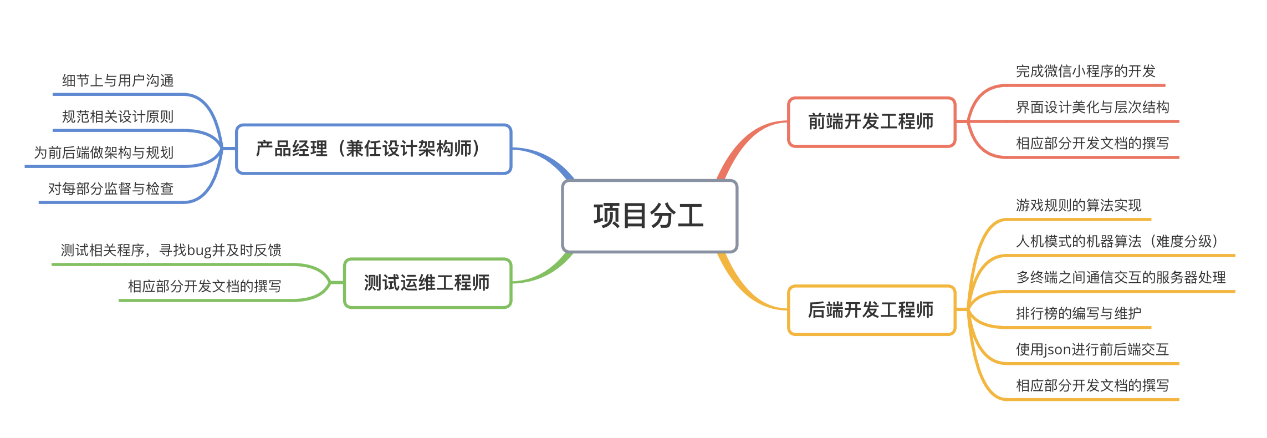 项目分工
产品经理（兼任设计架构师）
细节上与用户沟通
规范相关设计原则
为前后端做架构与规划
对每部分监督与检查
测试运维工程师
测试相关程序，寻找bug并及时反馈
相应部分开发文档的撰写
前端开发工程师
完成微信小程序的开发
界面设计美化与层次结构
相应部分开发文档的撰写
后端开发工程师
游戏规则的算法实现
人机模式的机器算法（难度分级）
多终端之间通信交互的服务器处理
排行榜的编写与维护
使用json进行前后端交互
相应部分开发文档的撰写